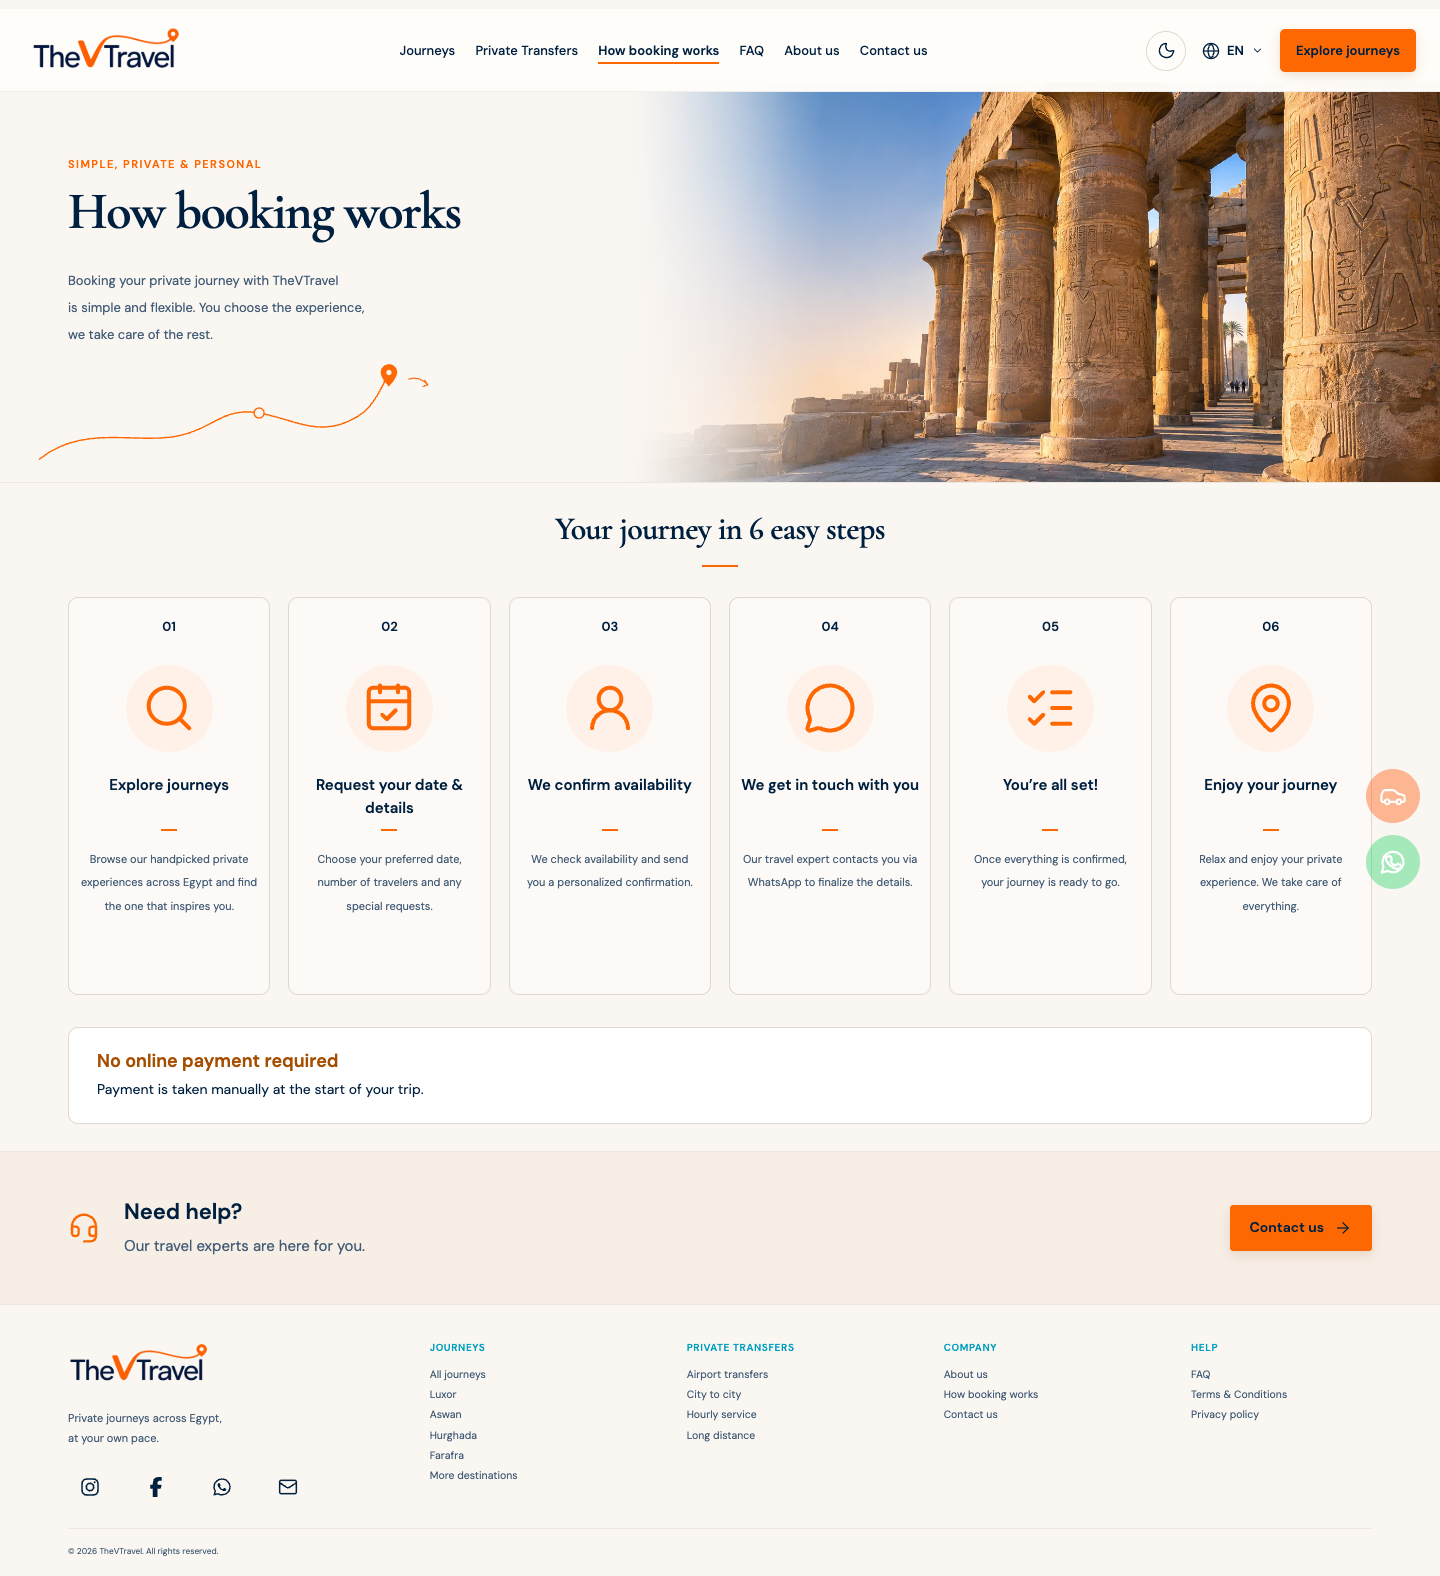 TheVTravel
Journeys
Private Transfers
How booking works
FAQ
About us
Contact us
EN
Explore journeys
SIMPLE, PRIVATE & PERSONAL
How booking works
Booking your private journey with TheVTravel
is simple and flexible. You choose the experience,
we take care of the rest.
Your journey in 6 easy steps
01
Explore journeys
Browse our handpicked private
experiences across Egypt and find
the one that inspires you.
02
Request your date &
details
Choose your preferred date,
number of travelers and any
special requests.
03
We confirm availability
We check availability and send
you a personalized confirmation.
04
We get in touch with you
Our travel expert contacts you via
WhatsApp to finalize the details.
05
You’re all set!
Once everything is confirmed,
your journey is ready to go.
06
Enjoy your journey
Relax and enjoy your private
experience. We take care of
everything.
No online payment required
Payment is taken manually at the start of your trip.
Need help?
Our travel experts are here for you.
Contact us
TheVTravel
Private journeys across Egypt,
at your own pace.
JOURNEYS
All journeys
Luxor
Aswan
Hurghada
Farafra
More destinations
PRIVATE TRANSFERS
Airport transfers
City to city
Hourly service
Long distance
COMPANY
About us
How booking works
Contact us
HELP
FAQ
Terms & Conditions
Privacy policy
© 2026 TheVTravel. All rights reserved.